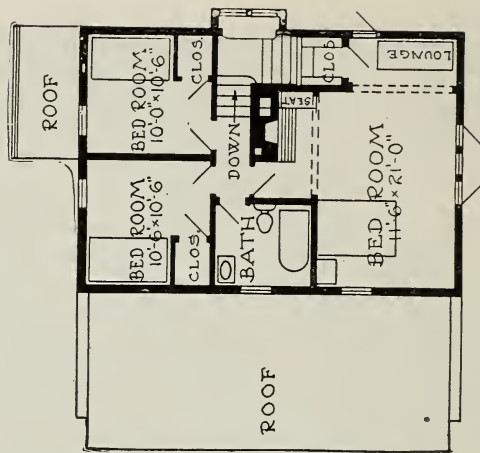 ROOF
BED ROOM
10'-0"×10'6"
CLOS.
CLOS
LOUNGE
SEAT
DOWN
BED ROOM
10'-6"×10'-6"
CLOS.
BATH
BED ROOM
11'-6"×21'-0"
ROOF